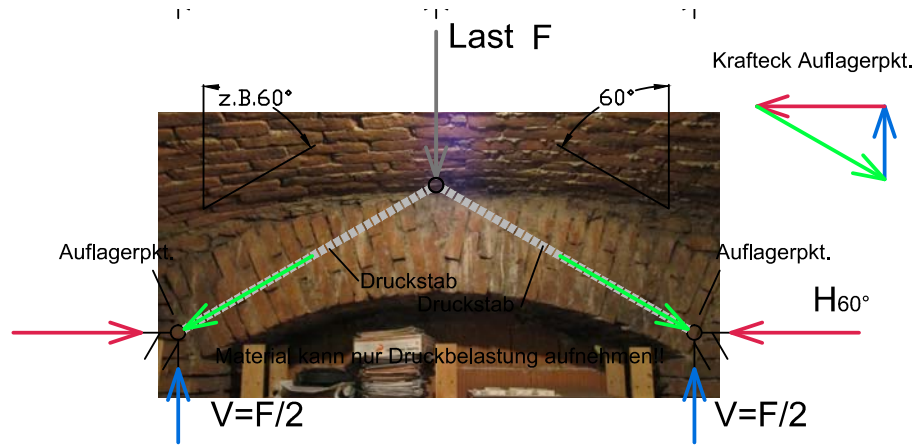 Last F
Krafteck Auflagerpkt.
z.B.60°
60°
Auflagerpkt.
Auflagerpkt.
Druckstab
Druckstab
H60°
Material kann nur Druckbelastung aufnehmen!!
V=F/2
V=F/2